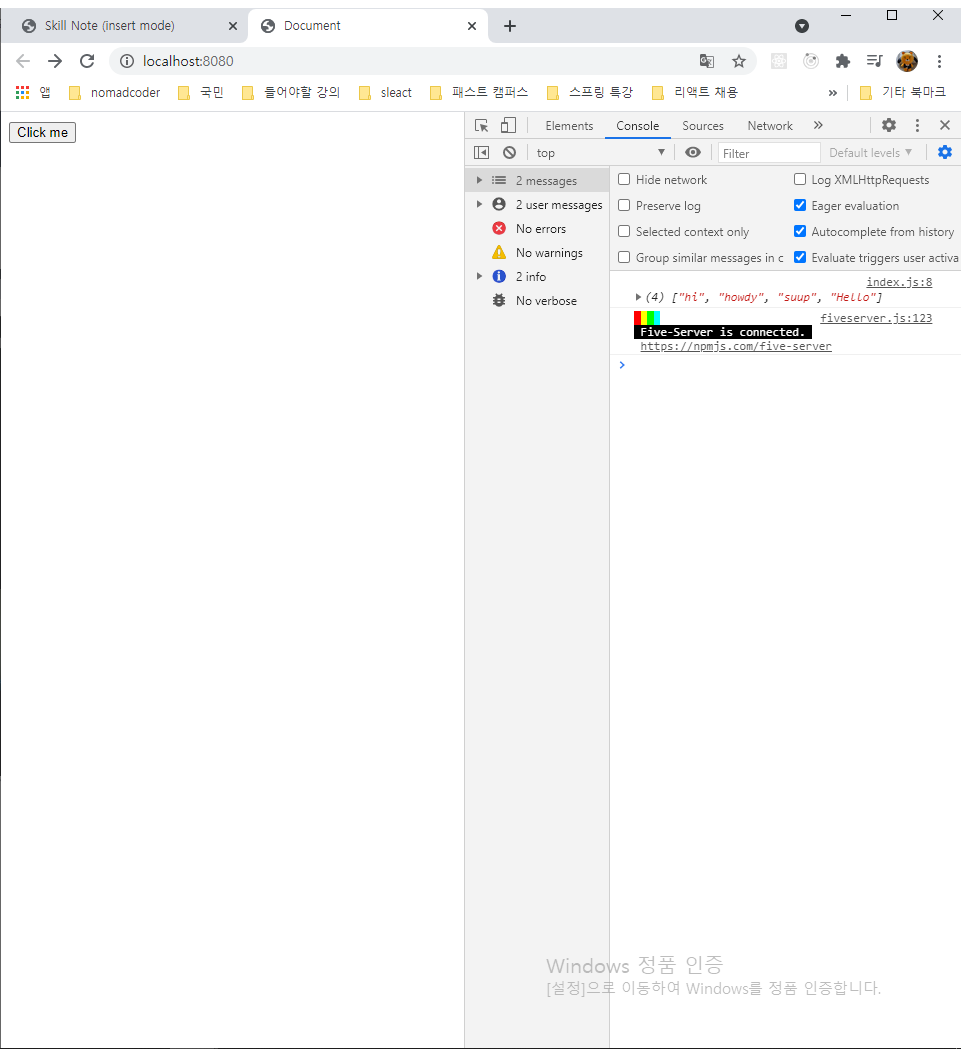 Skill Note (insert mode)
Document
localhost:8080
앱 nomadcoder 국민 들어야할 강의 sleact 패스트 캠퍼스 스프링 특강 리액트 채용 » 기타 북마크
Click me
Elements Console Sources Network »
top Filter Default levels
2 messages
2 user messages
No errors
No warnings
2 info
No verbose
Hide network Log XMLHttpRequests
Preserve log Eager evaluation
Selected context only Autocomplete from history
Group similar messages in c Evaluate triggers user activa
index.js:8
(4) ["hi", "howdy", "suup", "Hello"]
fiveserver.js:123
Five-Server is connected.
https://npmjs.com/five-server
Windows 정품 인증
[설정]으로 이동하여 Windows를 정품 인증합니다.